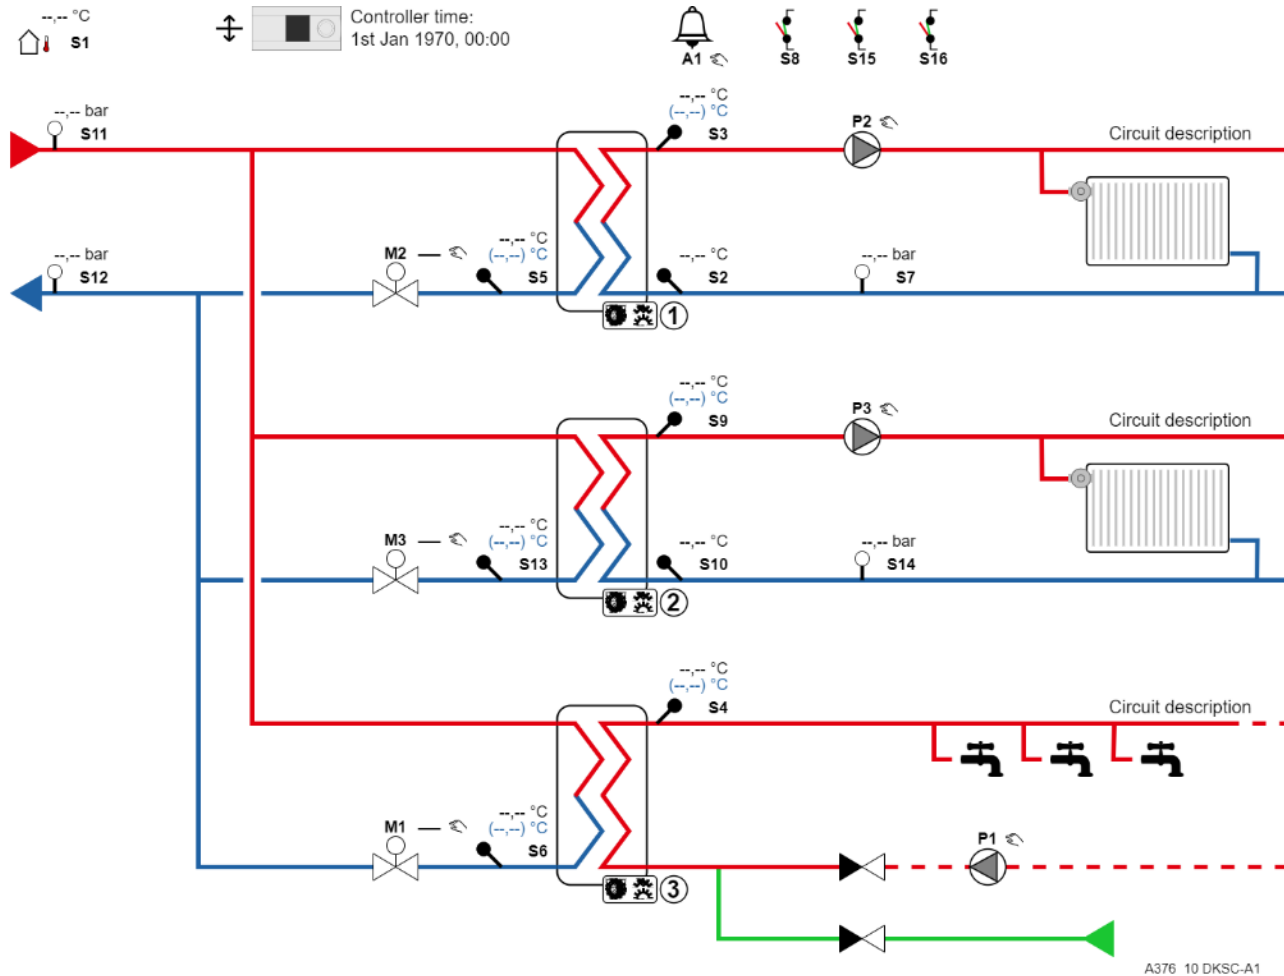 --,-- °C
S1
Controller time:
1st Jan 1970, 00:00
A1
S8
S15
S16
--,-- bar
S11
--,-- °C
(--,--) °C
S3
P2
Circuit description
--,-- bar
S12
M2
--,-- °C
(--,--) °C
S5
--,-- °C
S2
--,-- bar
S7
1
--,-- °C
(--,--) °C
S9
P3
Circuit description
M3
--,-- °C
(--,--) °C
S13
--,-- °C
S10
--,-- bar
S14
2
--,-- °C
(--,--) °C
S4
Circuit description
M1
--,-- °C
(--,--) °C
S6
P1
3
A376_10 DKSC-A1